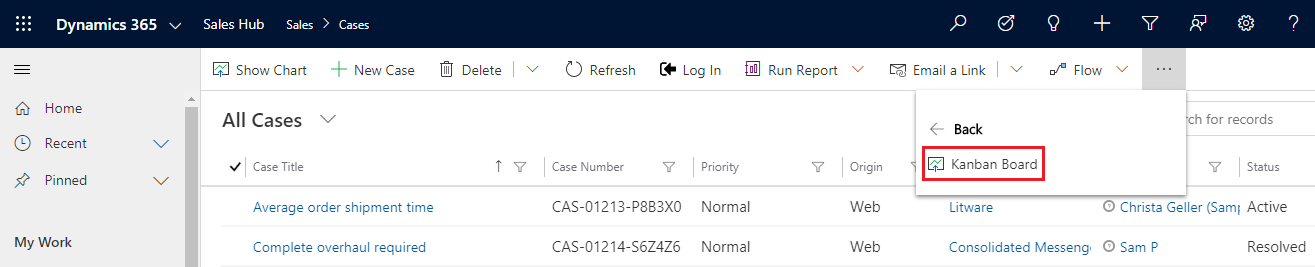 Dynamics 365 Sales Hub Sales > Cases ?
Show Chart New Case Delete Refresh Log In Run Report Email a Link Flow ...
Home
Recent
Pinned
My Work
All Cases
Back
Kanban Board
rch for records
Case Title Case Number Priority Origin Status
Average order shipment time CAS-01213-P8B3X0 Normal Web Litware Christa Geller (Samp Active
Complete overhaul required CAS-01214-S6Z4Z6 Normal Web Consolidated Messeng Sam P Resolved